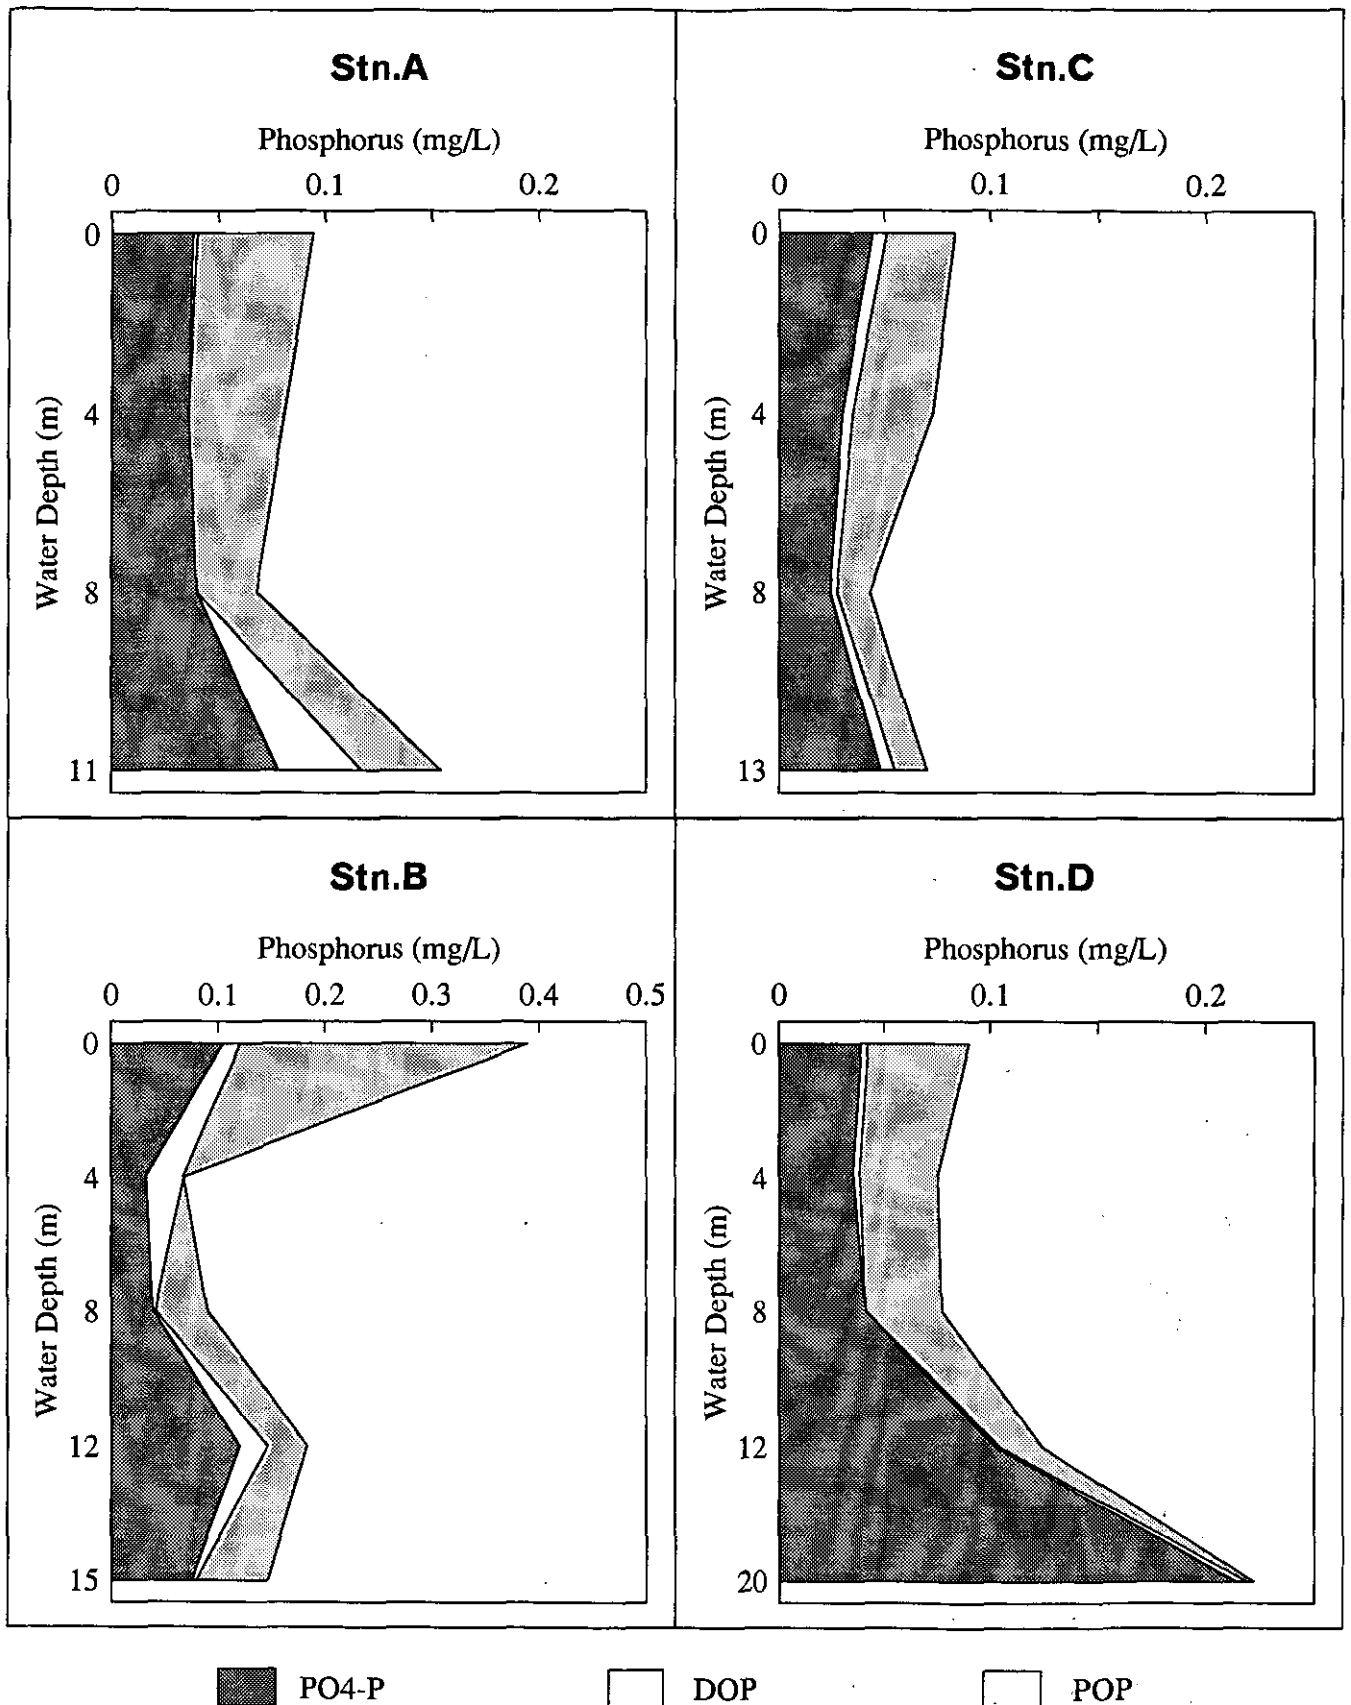 Stn.A
Phosphorus (mg/L)
0 0.1 0.2
Water Depth (m)
0
4
8
11
Stn.C
Phosphorus (mg/L)
0 0.1 0.2
Water Depth (m)
0
4
8
13
Stn.B
Phosphorus (mg/L)
0 0.1 0.2 0.3 0.4 0.5
Water Depth (m)
0
4
8
12
15
Stn.D
Phosphorus (mg/L)
0 0.1 0.2
Water Depth (m)
0
4
8
12
20
PO4-P DOP POP